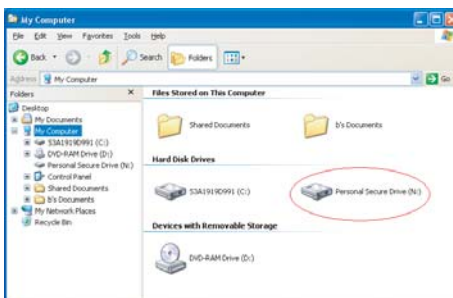 My Computer
File Edit View Favorites Tools Help
Back Search Folders
Address My Computer Go
Folders
Desktop
My Documents
My Computer
S3A1919D991 (C:)
DVD-RAM Drive (D:)
Personal Secure Drive (N:)
Control Panel
Shared Documents
b's Documents
My Network Places
Recycle Bin
Files Stored on This Computer
Shared Documents b's Documents
Hard Disk Drives
S3A1919D991 (C:) Personal Secure Drive (N:)
Devices with Removable Storage
DVD-RAM Drive (D:)